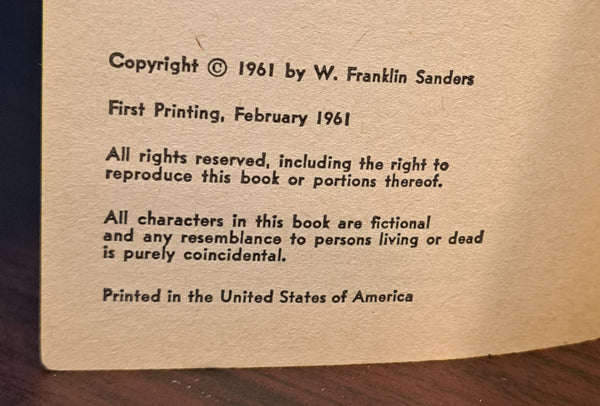 Copyright © 1961 by W. Franklin Sanders
First Printing, February 1961
All rights reserved, including the right to
reproduce this book or portions thereof.
All characters in this book are fictional
and any resemblance to persons living or dead
is purely coincidental.
Printed in the United States of America